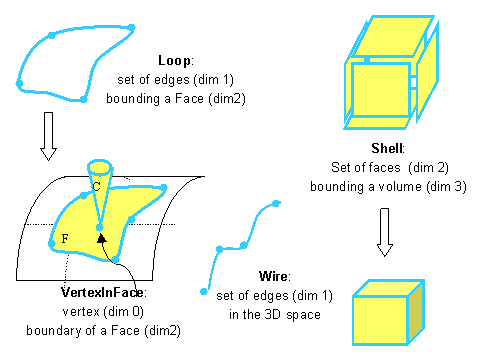 Loop:
set of edges (dim 1)
bounding a Face (dim2)
Shell:
Set of faces (dim 2)
bounding a volume (dim 3)
C
F
VertexInFace:
vertex (dim 0)
boundary of a Face (dim2)
Wire:
set of edges (dim 1)
in the 3D space